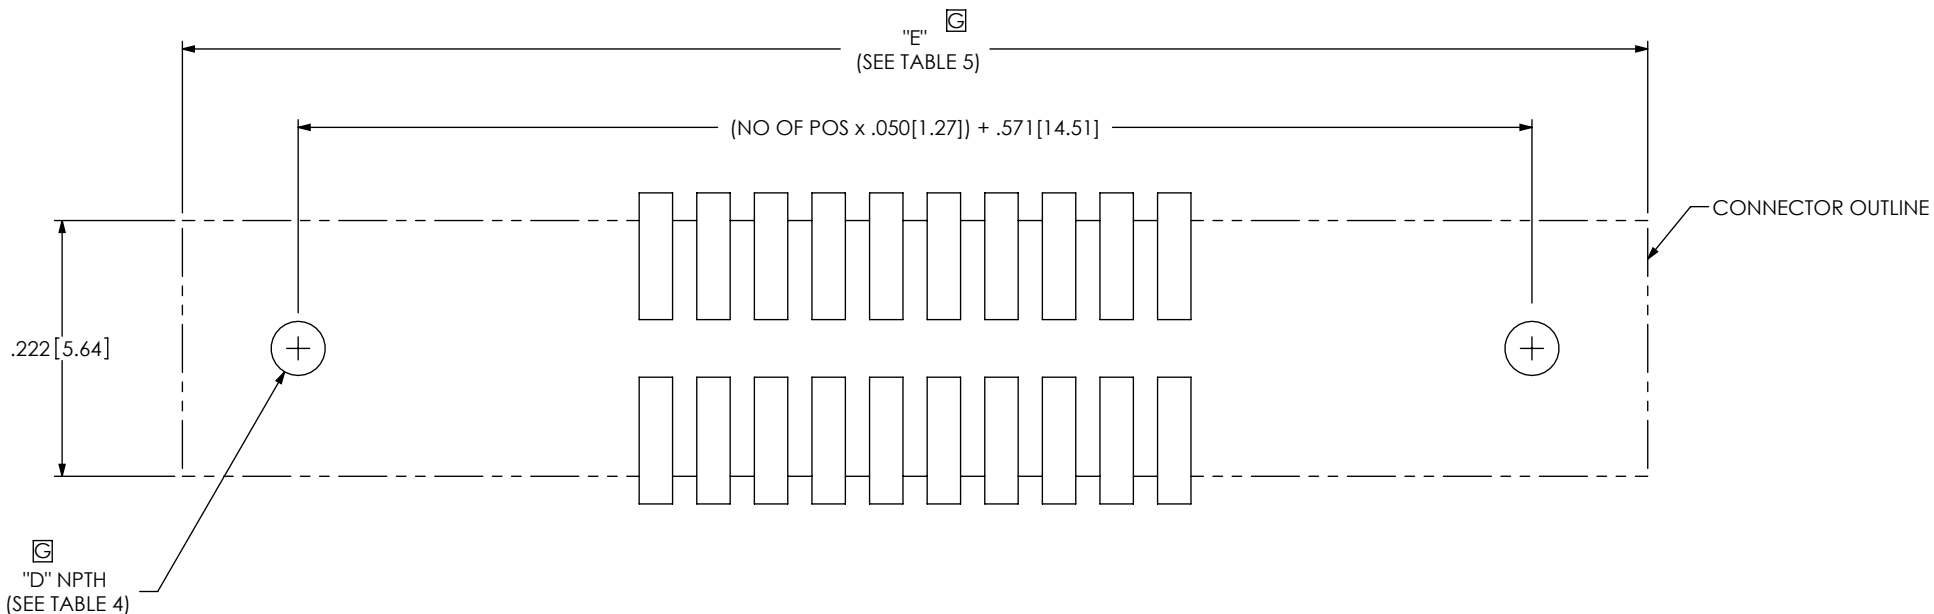 G
"E"
(SEE TABLE 5)
(NO OF POS x .050[1.27]) + .571[14.51]
CONNECTOR OUTLINE
.222[5.64]
G
"D" NPTH
(SEE TABLE 4)